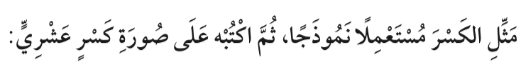 مَثِّلِ الكَسْرَ مُسْتَعْمِلًا نَمُوذَجًا، ثُمَّ اكْتُبْه عَلَى صُورَةِ كَسْرٍ عَشْرِيٍّ: